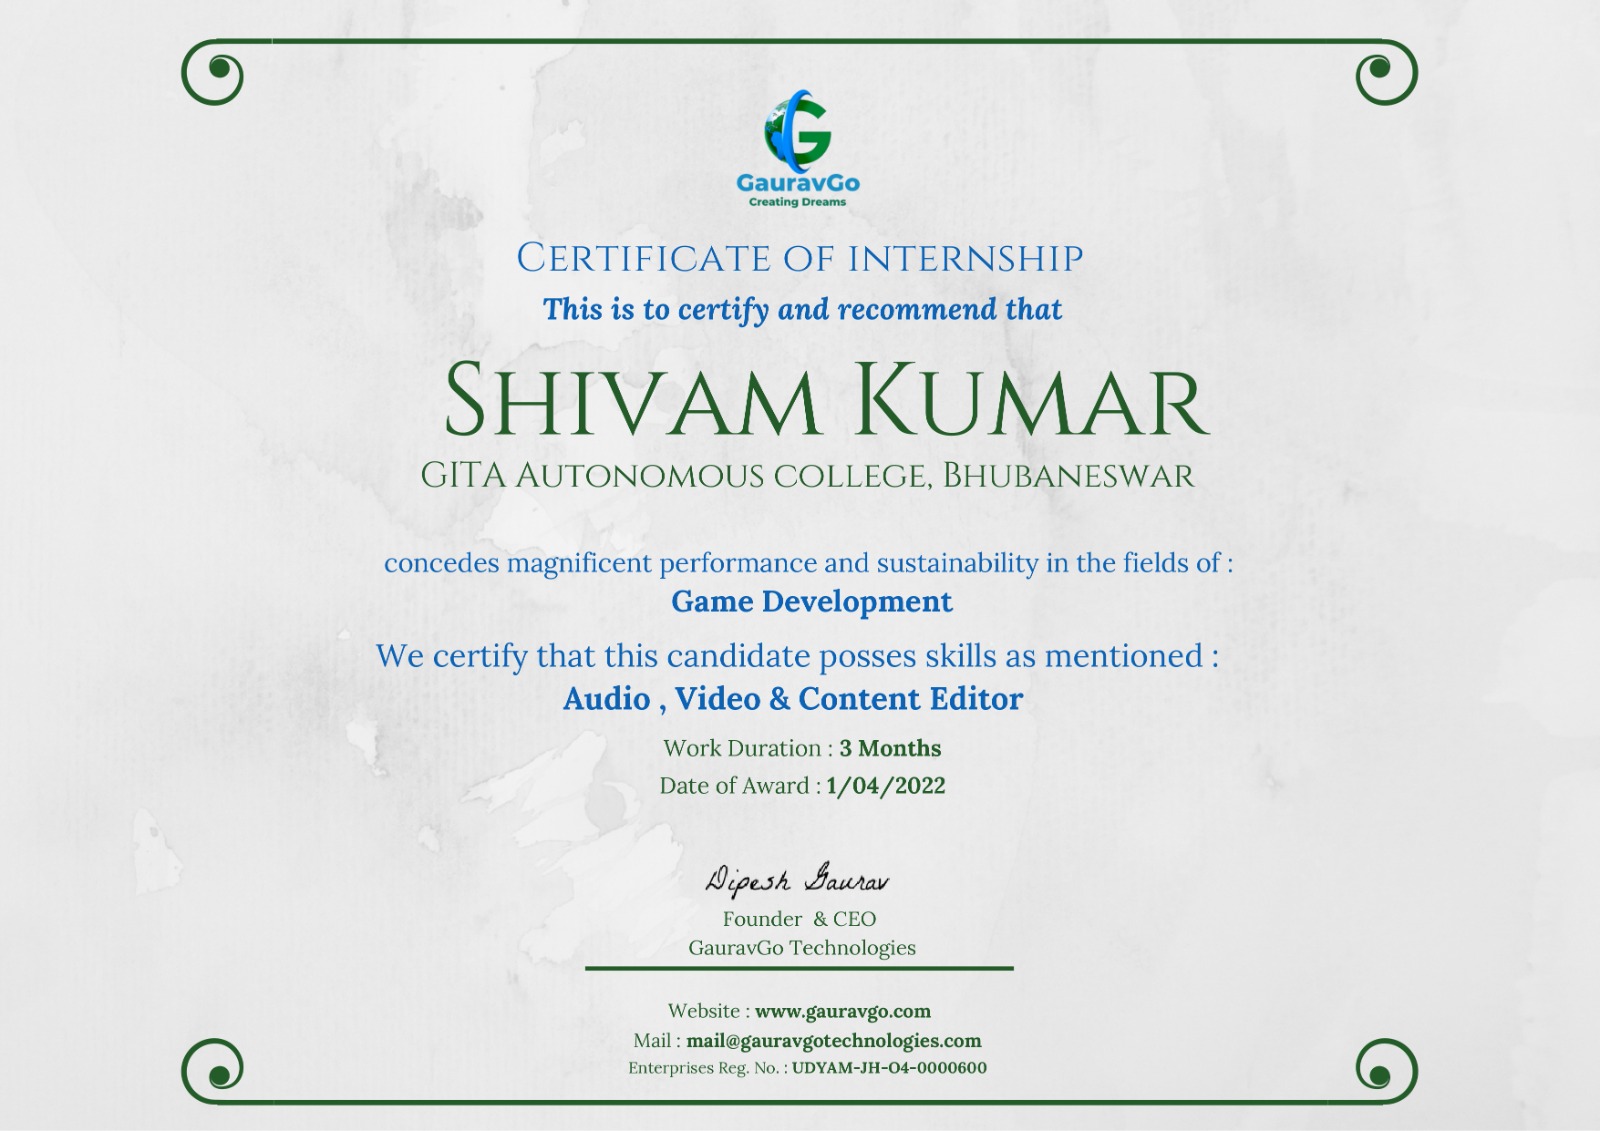 GauravGo
Creating Dreams
Certificate of internship
This is to certify and recommend that
Shivam Kumar
GITA Autonomous college, Bhubaneswar
concedes magnificent performance and sustainability in the fields of :
Game Development
We certify that this candidate posses skills as mentioned :
Audio , Video & Content Editor
Work Duration : 3 Months
Date of Award : 1/04/2022
Dipesh Gaurav
Founder & CEO
GauravGo Technologies
Website : www.gauravgo.com
Mail : mail@gauravgotechnologies.com
Enterprises Reg. No. : UDYAM-JH-O4-0000600